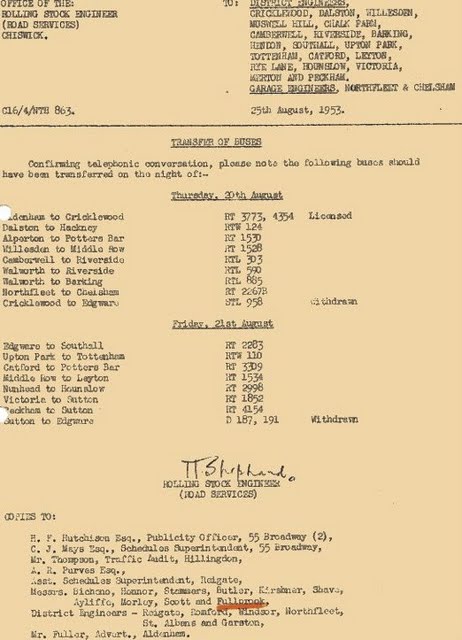 OFFICE OF THE:
ROLLING STOCK ENGINEER
(ROAD SERVICES)
CHISWICK.
TO: DISTRICT ENGINEERS,
CRICKLEWOOD, DALSTON, WILLESDEN,
MUSWELL HILL, CHALK FARM,
CAMBERWELL, RIVERSIDE, BARKING,
HENDON, SOUTHALL, UPTON PARK,
TOTTENHAM, CATFORD, LEYTON,
RYE LANE, HOUNSLOW, VICTORIA,
MERTON AND PECKHAM.
GARAGE ENGINEERS, NORTHFLEET & CHELSHAM
C16/4/NTH 863.
25th August, 1953.
TRANSFER OF BUSES
Confirming telephonic conversation, please note the following buses should
have been transferred on the night of:-
Thursday, 20th August
ldenham to Cricklewood RT 3773, 4354 Licensed
Dalston to Hackney RTW 124
Alperton to Potters Bar RT 1530
Willesden to Middle Row RT 1528
Camberwell to Riverside RTL 303
Walworth to Riverside RTL 590
Walworth to Barking RTL 885
Northfleet to Chelsham RT 2267B
Cricklewood to Edgware STL 958 Withdrawn
Friday, 21st August
Edgware to Southall RT 2283
Upton Park to Tottenham RTW 110
Catford to Potters Bar RT 3309
Middle Row to Leyton RT 1534
Nunhead to Hounslow RT 2998
Victoria to Sutton RT 1852
Peckham to Sutton RT 4154
Sutton to Edgware D 187, 191 Withdrawn
ROLLING STOCK ENGINEER
(ROAD SERVICES)
COPIES TO:
H. F. Hutchison Esq., Publicity Officer, 55 Broadway (2),
C. J. Mays Esq., Schedules Superintendent, 55 Broadway,
Mr. Thompson, Traffic Audit, Hillingdon,
A. R. Purves Esq.,
Asst. Schedules Superintendent, Reigate,
Messrs. Bicheno, Honnor, Stammers, Butler, Kirshner, Shave,
Ayliffe, Morley, Scott and Fullbrook,
District Engineers - Reigate, Romford, Windsor, Northfleet,
St. Albans and Garston,
Mr. Fuller, Advert., Aldenham.